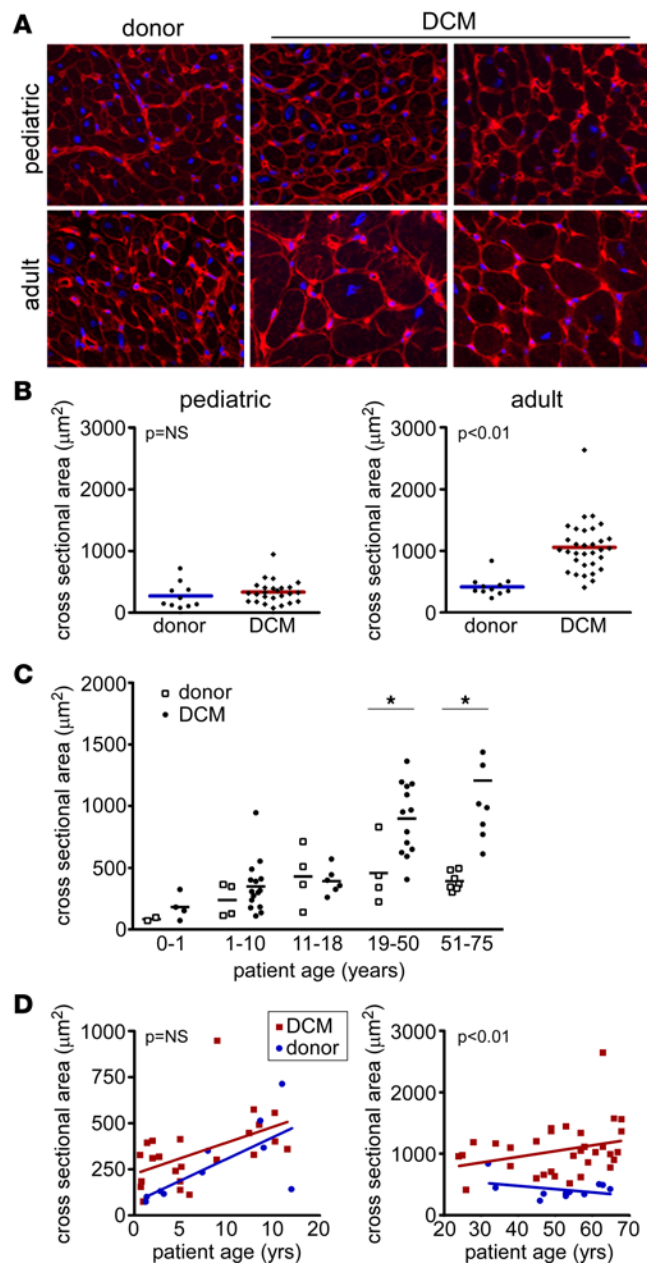 A
donor DCM
pediatric
adult
B
pediatric adult
cross sectional area (μm²)
3000
2000
1000
0
p=NS
donor DCM
cross sectional area (μm²)
3000
2000
1000
0
p<0.01
donor DCM
C
cross sectional area (μm²)
2000
1500
1000
500
0
donor
DCM
* *
0-1 1-10 11-18 19-50 51-75
patient age (years)
D
cross sectional area (μm²)
1000
750
500
250
0
p=NS
DCM
donor
0 5 10 10 20
patient age (yrs)
cross sectional area (μm²)
3000
2000
1000
0
p<0.01
20 30 40 50 60 70
patient age (yrs)